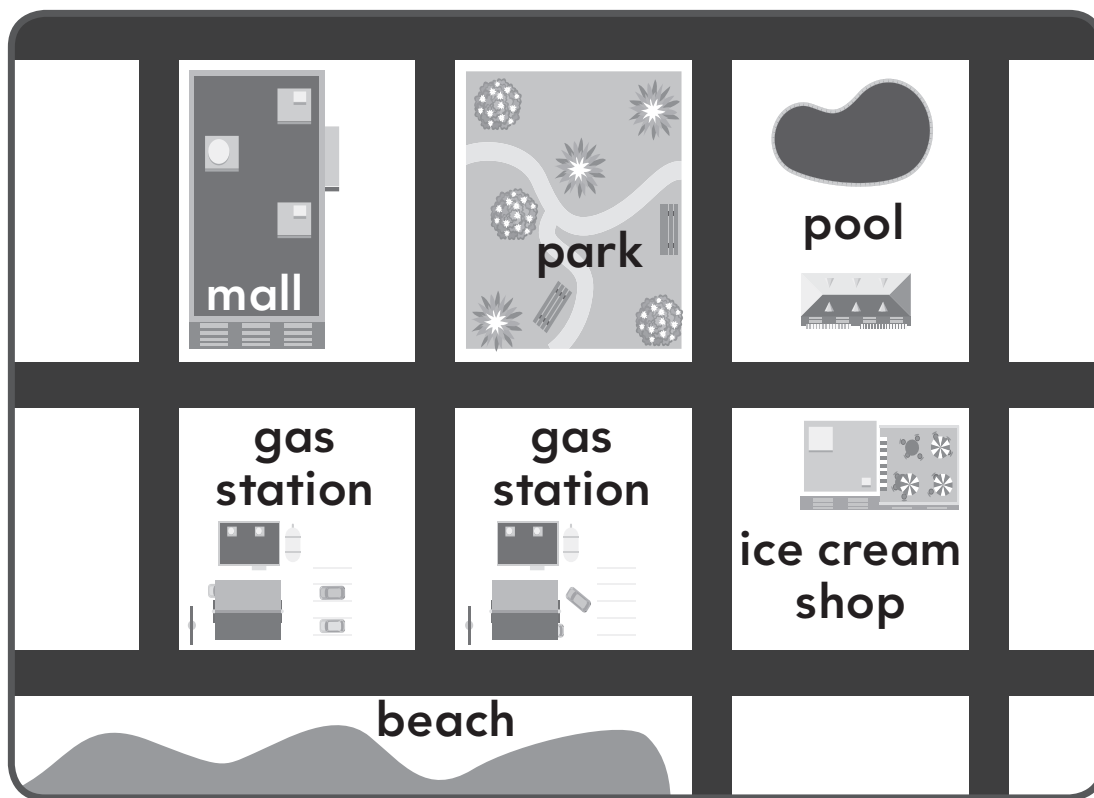 mall
park
pool
gas
station
gas
station
ice cream
shop
beach